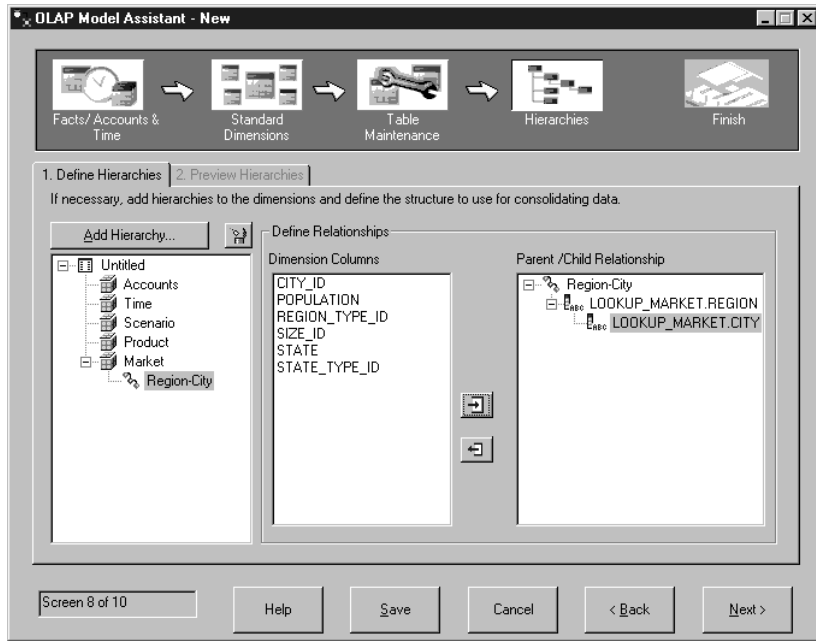 OLAP Model Assistant - New
Facts/Accounts &
Time
Standard
Dimensions
Table
Maintenance
Hierarchies
Finish
1. Define Hierarchies
2. Preview Hierarchies
If necessary, add hierarchies to the dimensions and define the structure to use for consolidating data.
Add Hierarchy...
Untitled
Accounts
Time
Scenario
Product
Market
Region-City
Define Relationships
Dimension Columns
CITY_ID
POPULATION
REGION_TYPE_ID
SIZE_ID
STATE
STATE_TYPE_ID
Parent /Child Relationship
Region-City
ABC LOOKUP_MARKET.REGION
ABC LOOKUP_MARKET.CITY
Screen 8 of 10
Help
Save
Cancel
< Back
Next >